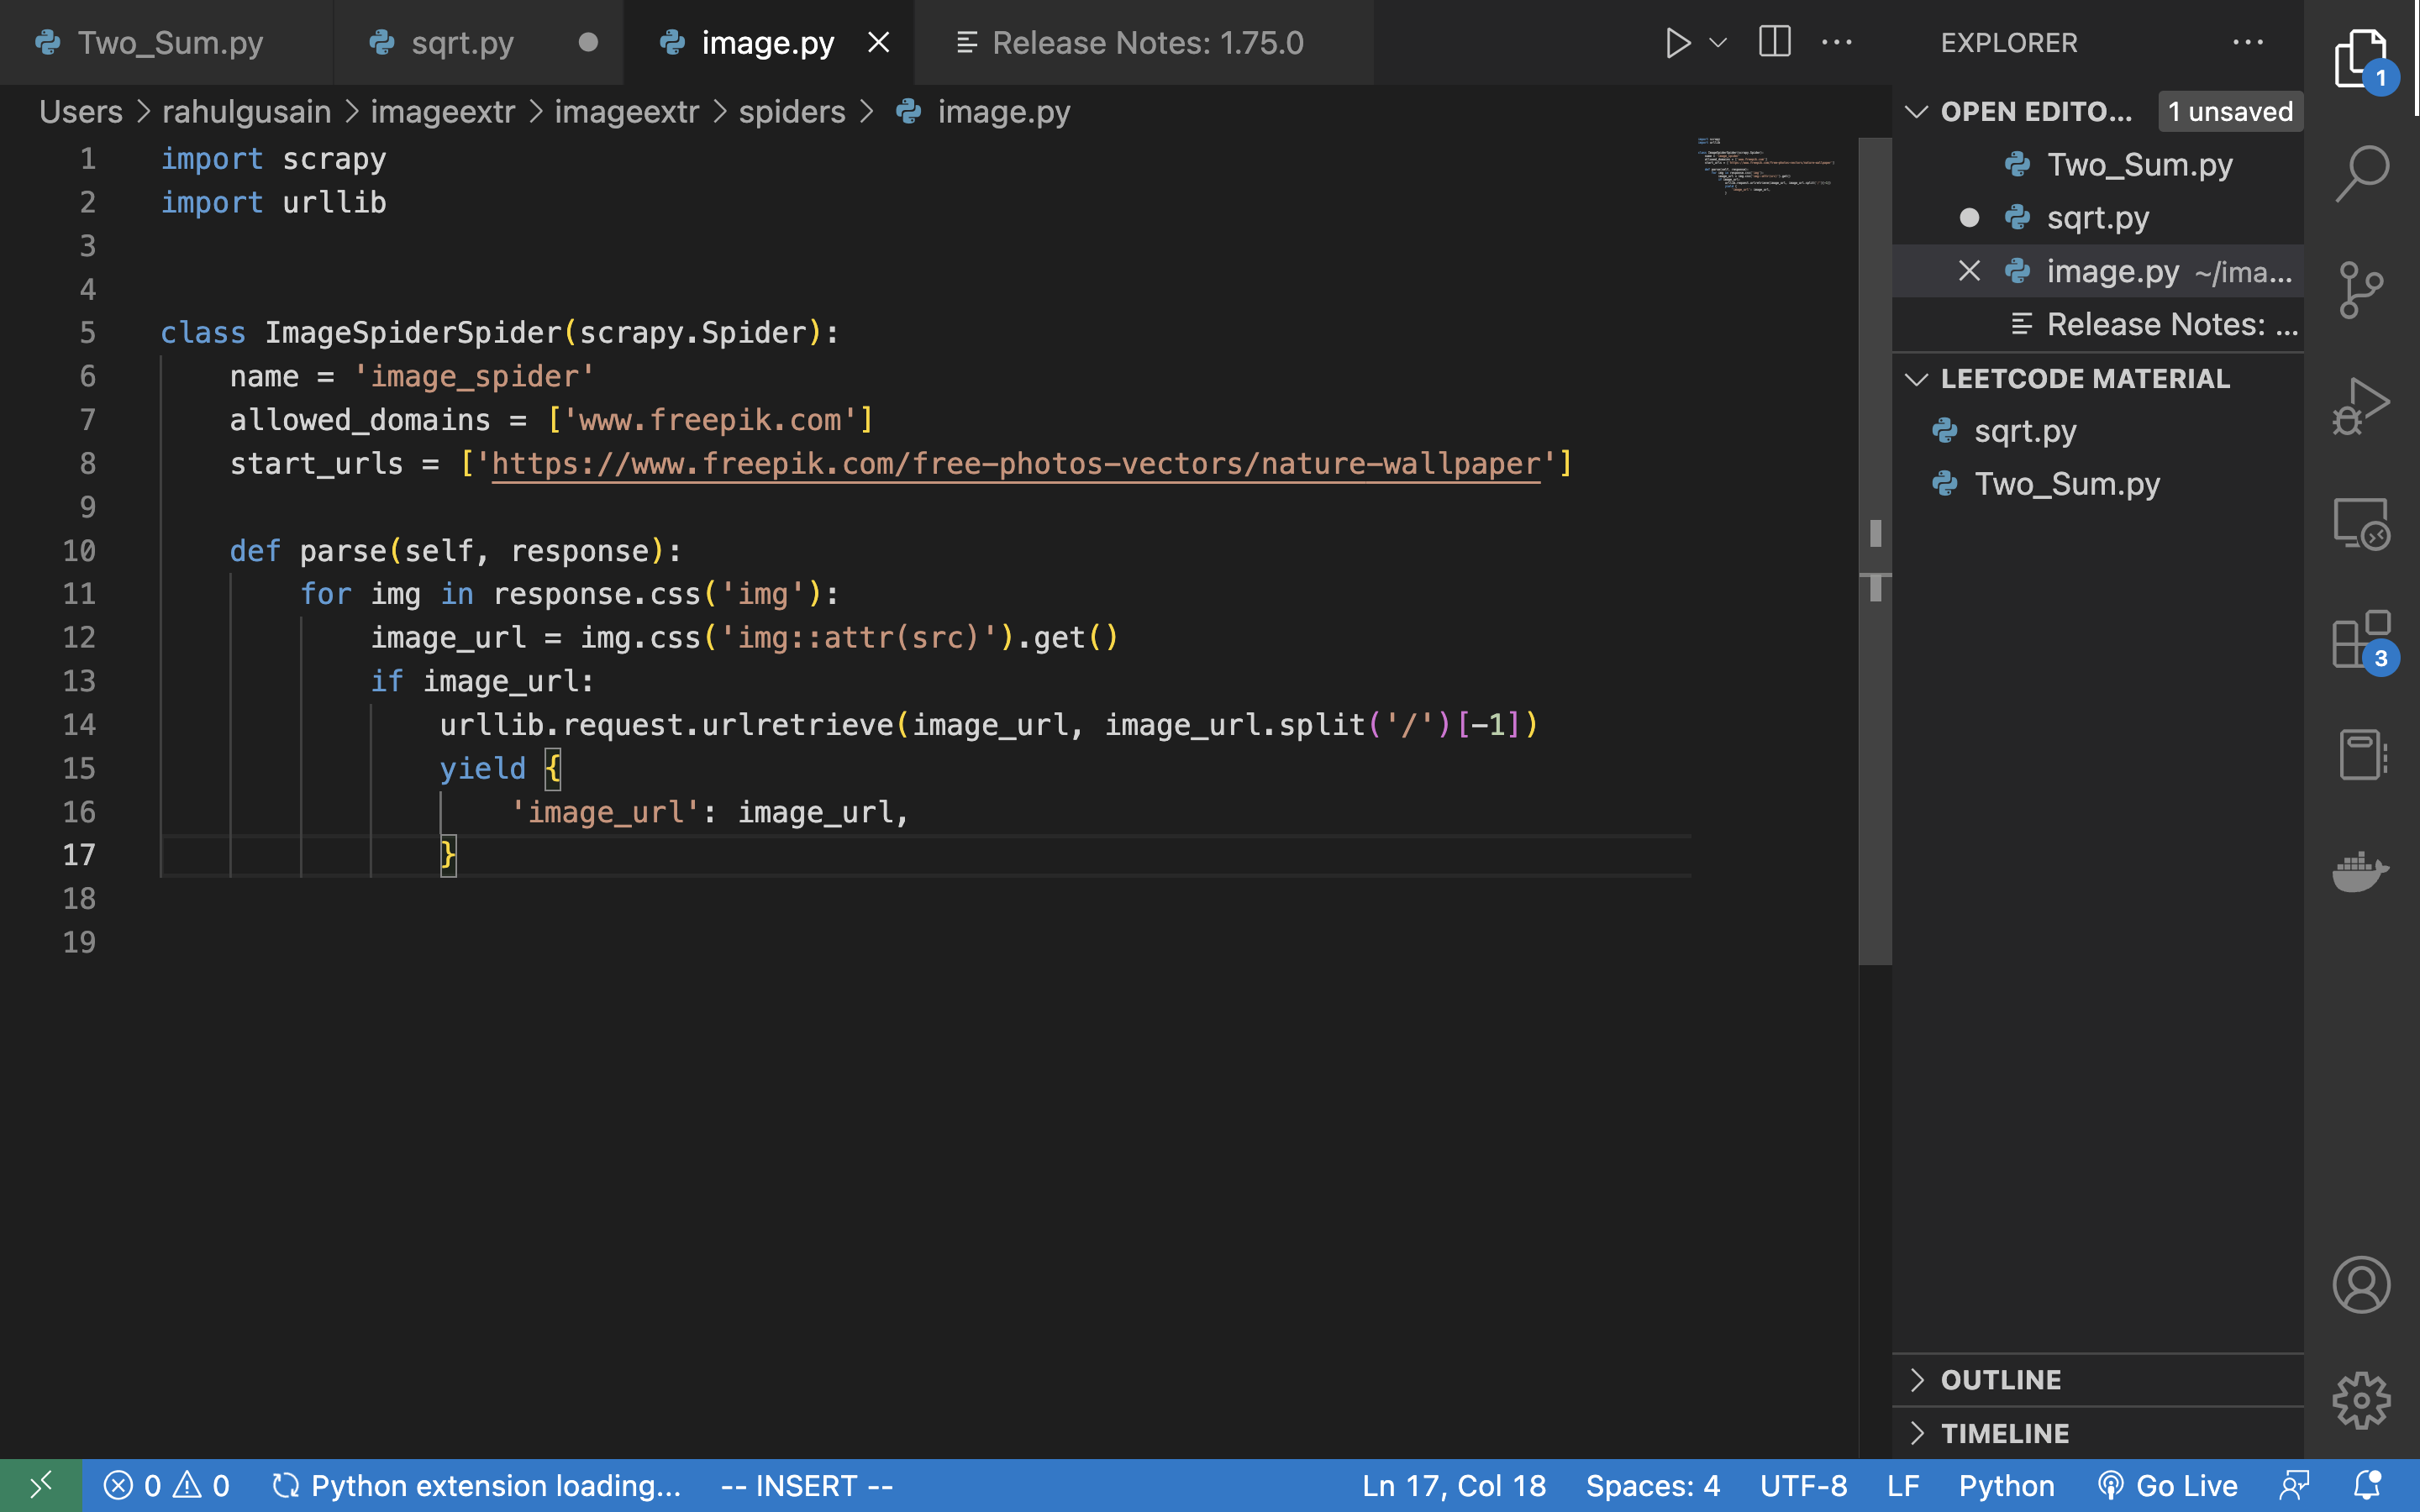 Two_Sum.py
sqrt.py
image.py
Release Notes: 1.75.0
Users > rahulgusain > imageextr > imageextr > spiders > image.py
1 import scrapy
2 import urllib
3
4
5 class ImageSpiderSpider(scrapy.Spider):
6     name = 'image_spider'
7     allowed_domains = ['www.freepik.com']
8     start_urls = ['https://www.freepik.com/free-photos-vectors/nature-wallpaper']
9
10     def parse(self, response):
11         for img in response.css('img'):
12             image_url = img.css('img::attr(src)').get()
13             if image_url:
14                 urllib.request.urlretrieve(image_url, image_url.split('/')[-1])
15                 yield {
16                     'image_url': image_url,
17                 }
18
19
EXPLORER
OPEN EDITO... 1 unsaved
Two_Sum.py
sqrt.py
image.py ~/ima...
Release Notes: ...
LEETCODE MATERIAL
sqrt.py
Two_Sum.py
OUTLINE
TIMELINE
1
3
0 0 Python extension loading... -- INSERT -- Ln 17, Col 18 Spaces: 4 UTF-8 LF Python Go Live